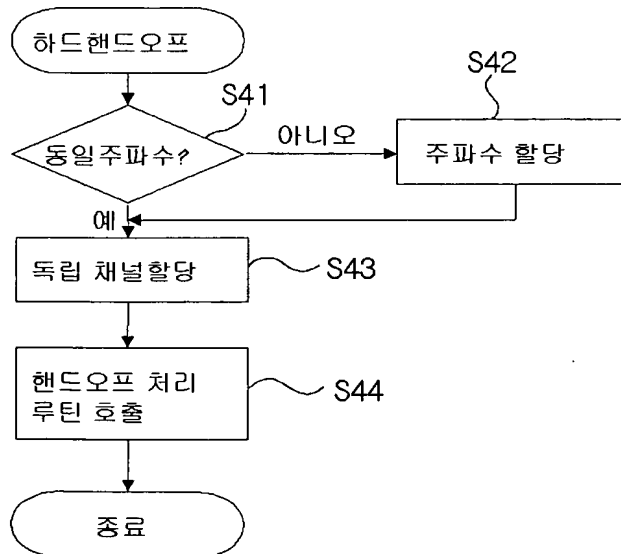 하드핸드오프
S41
S42
동일주파수?
아니오
주파수 할당
예
독립 채널할당
S43
핸드오프 처리
루틴 호출
S44
종료